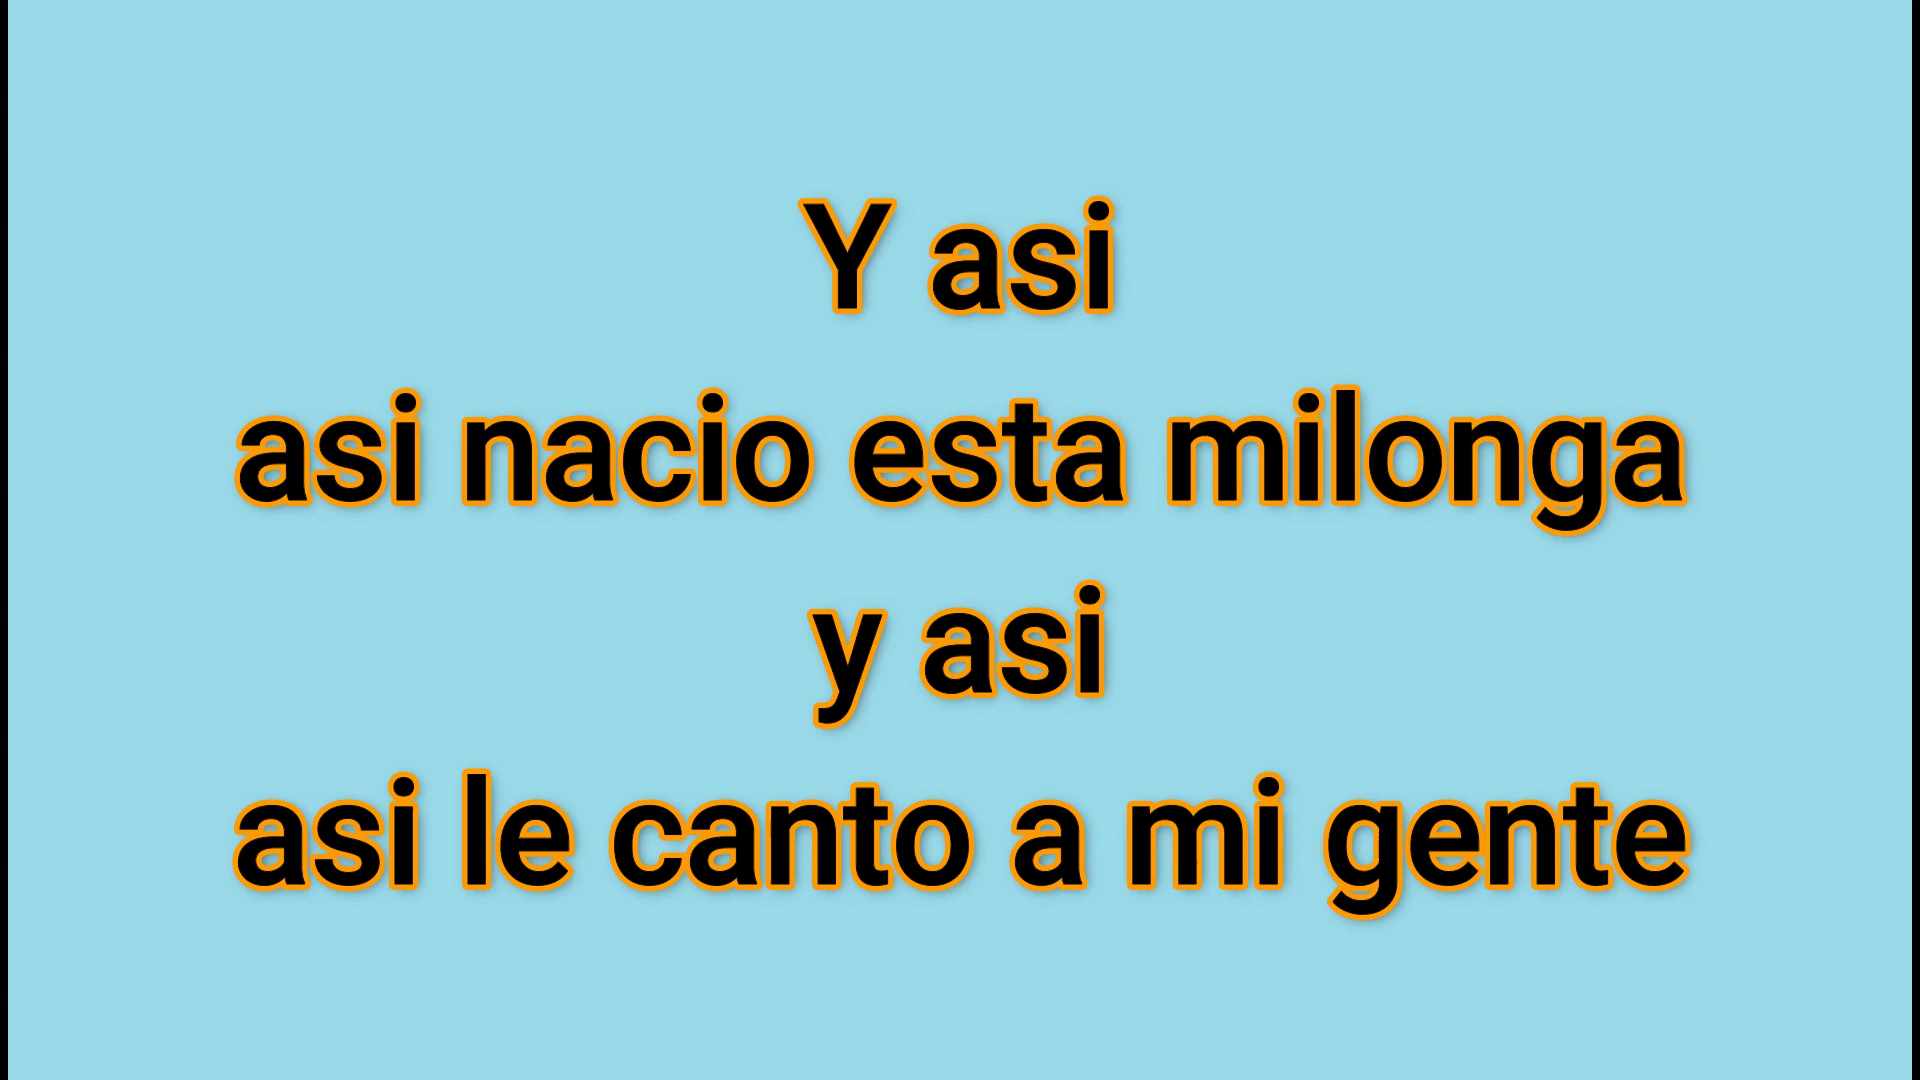 Y asi
asi nacio esta milonga
y asi
asi le canto a mi gente